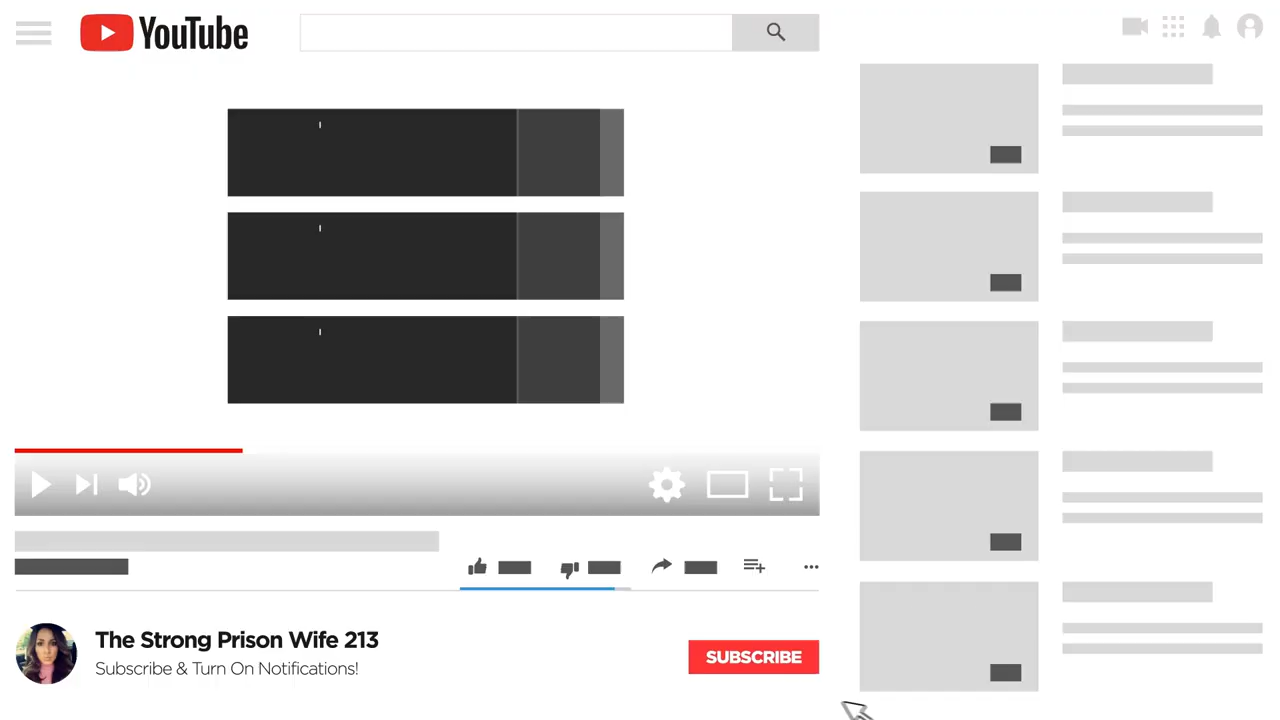 YouTube
The Strong Prison Wife 213
Subscribe & Turn On Notifications!
SUBSCRIBE